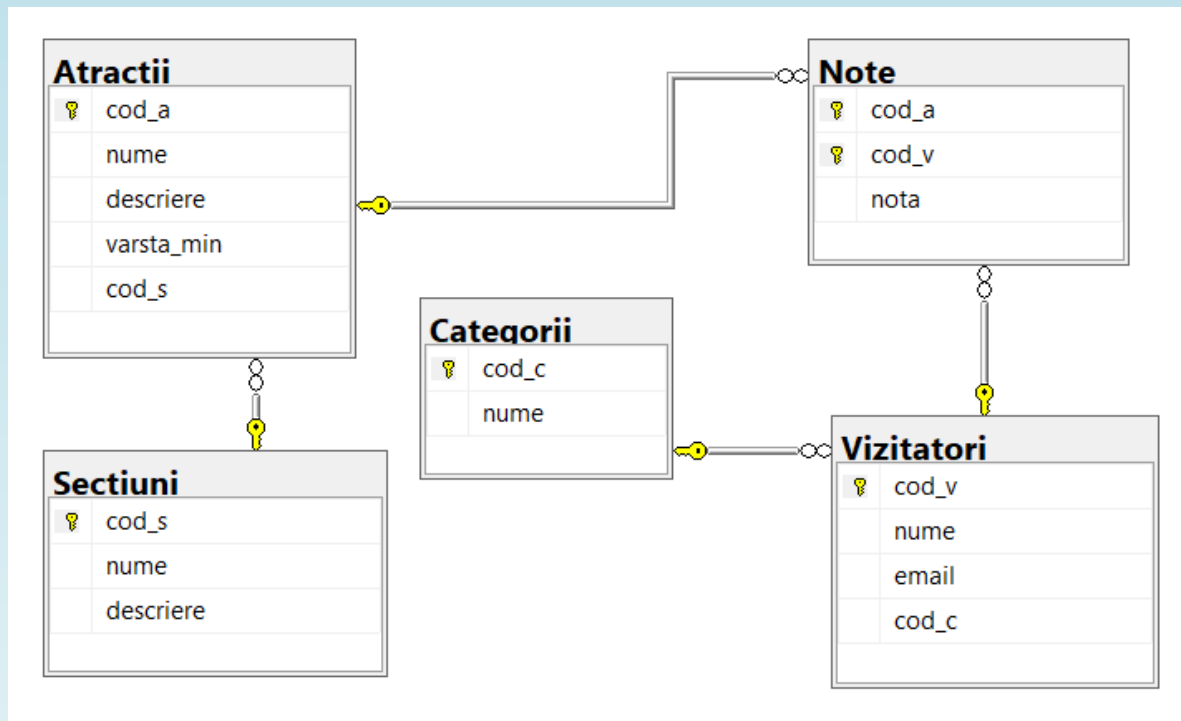 Atractii
cod_a
nume
descriere
varsta_min
cod_s
Note
cod_a
cod_v
nota
Categorii
cod_c
nume
Sectiuni
cod_s
nume
descriere
Vizitatori
cod_v
nume
email
cod_c